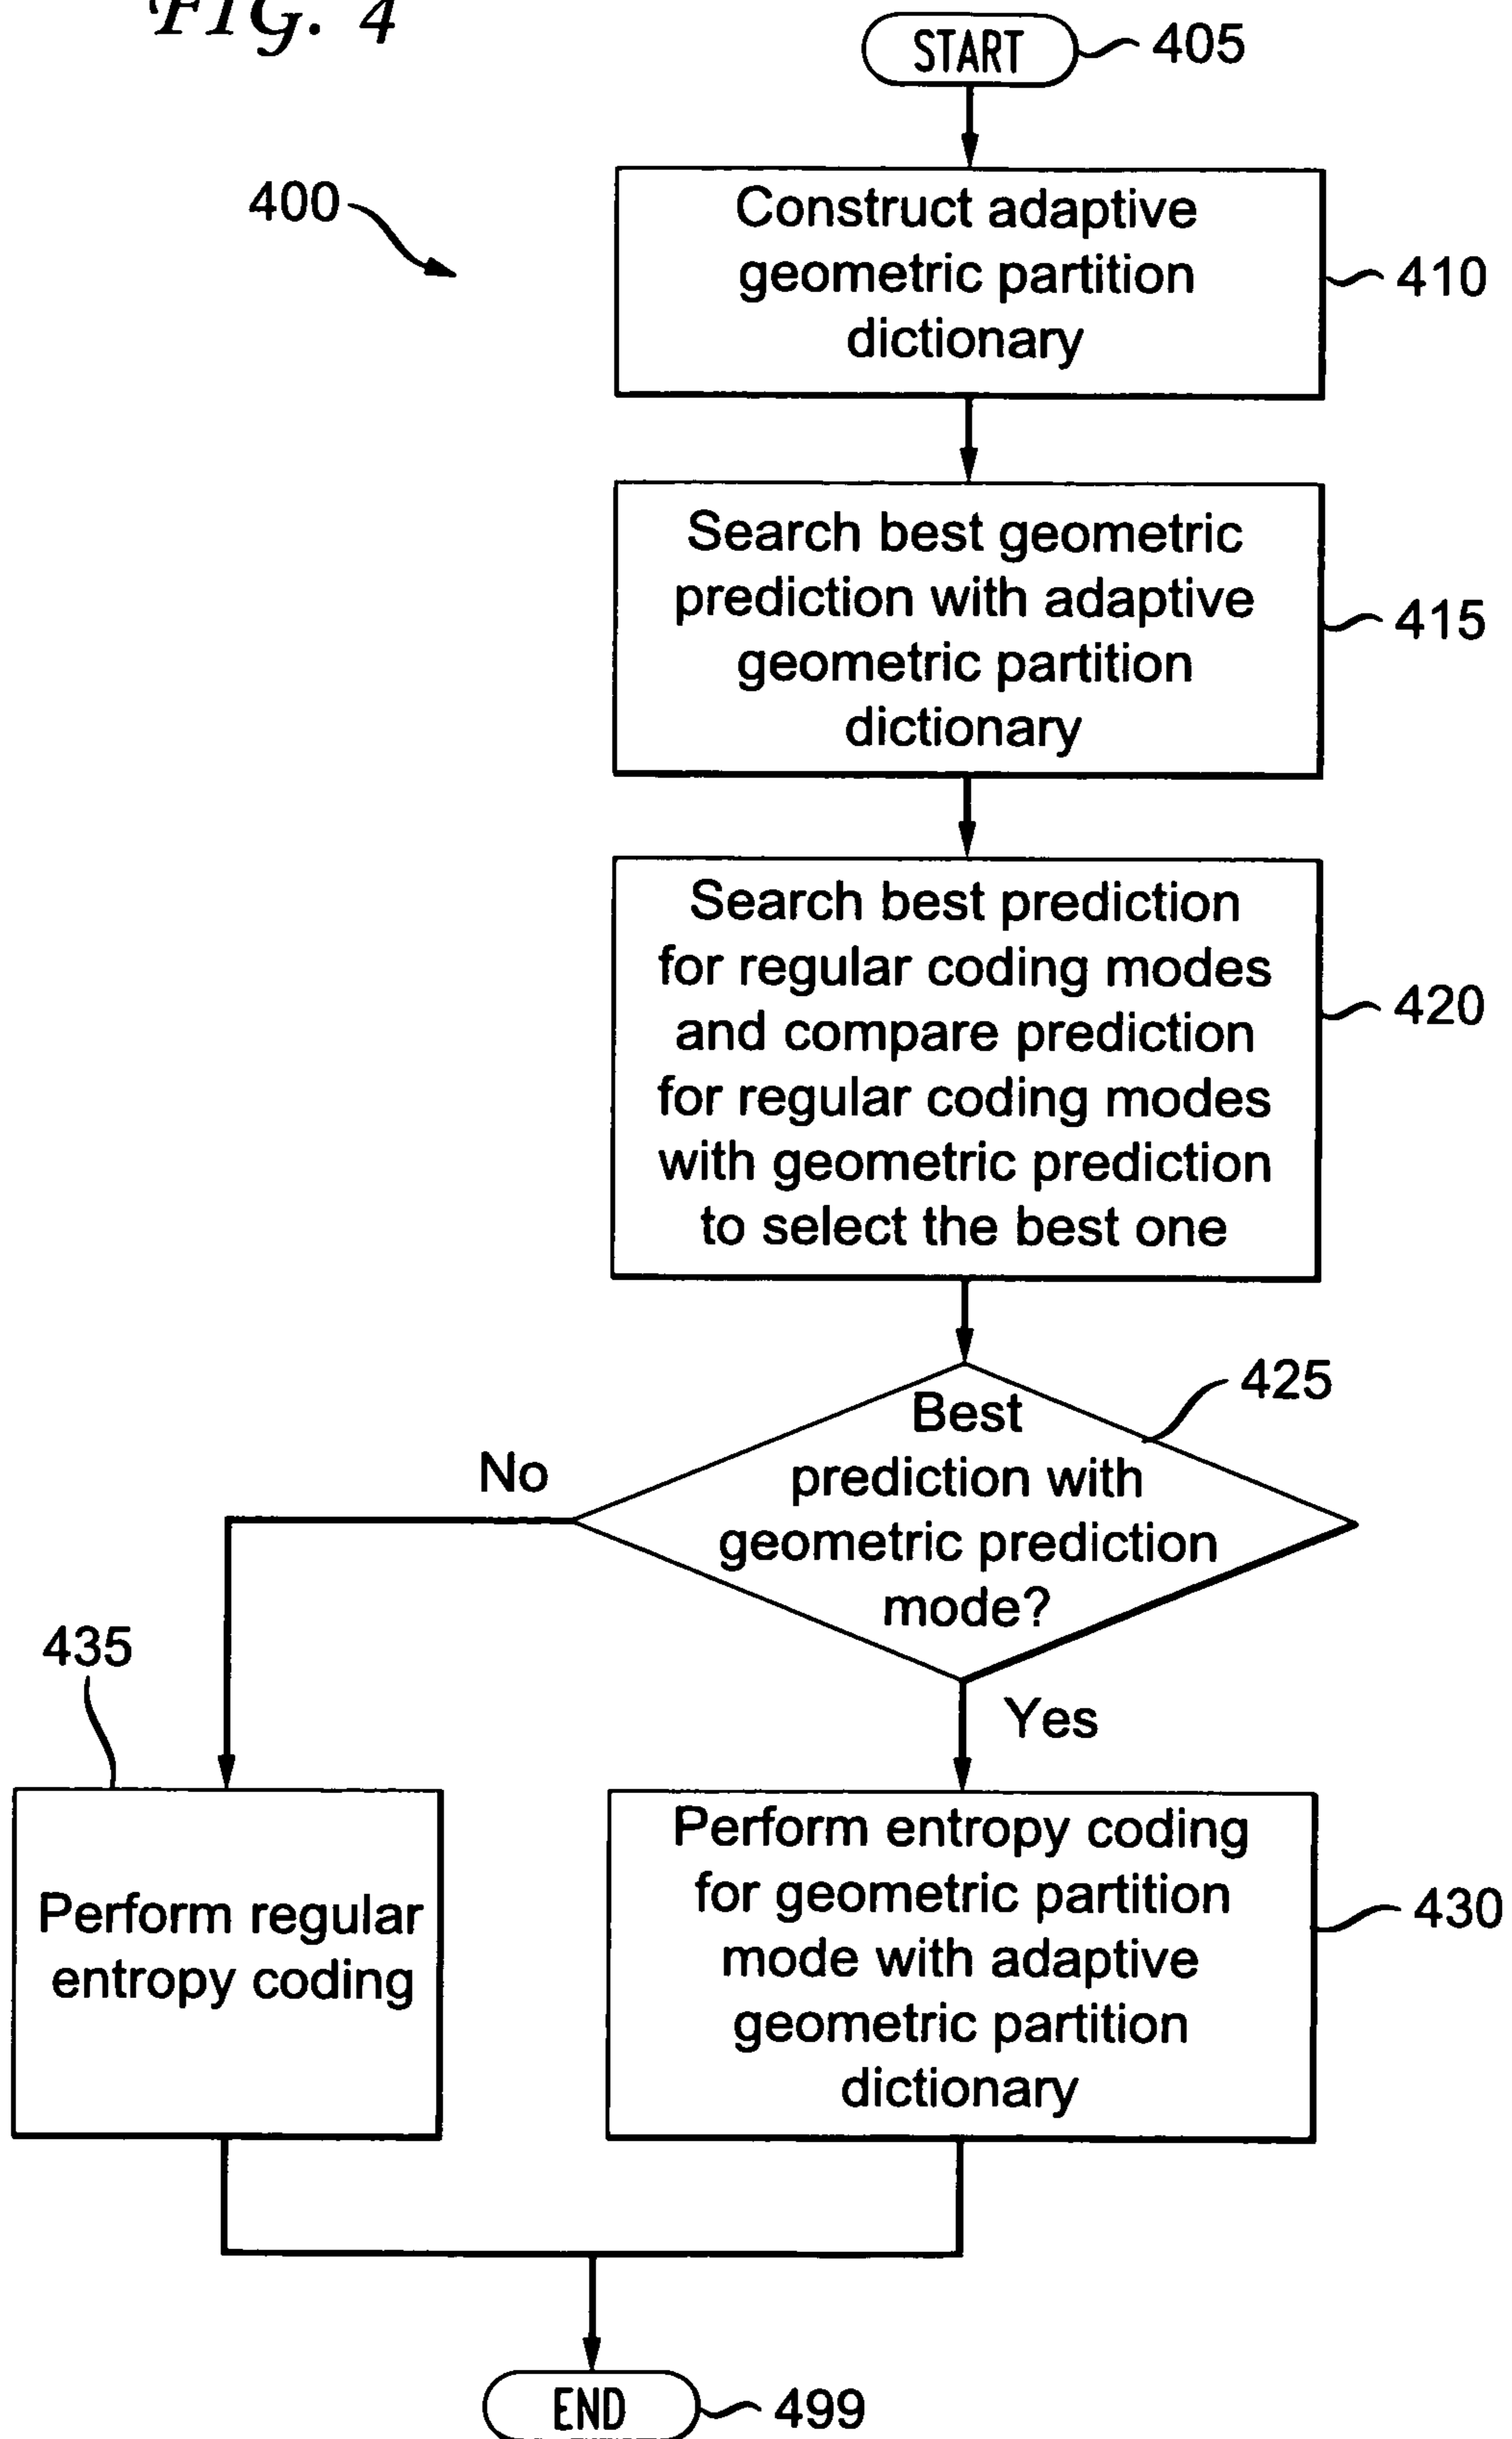 FIG. 4
START
405
400
Construct adaptive
geometric partition
dictionary
410
Search best geometric
prediction with adaptive
geometric partition
dictionary
415
Search best prediction
for regular coding modes
and compare prediction
for regular coding modes
with geometric prediction
to select the best one
420
425
Best
prediction with
geometric prediction
mode?
No
Yes
435
Perform regular
entropy coding
Perform entropy coding
for geometric partition
mode with adaptive
geometric partition
dictionary
430
END
499